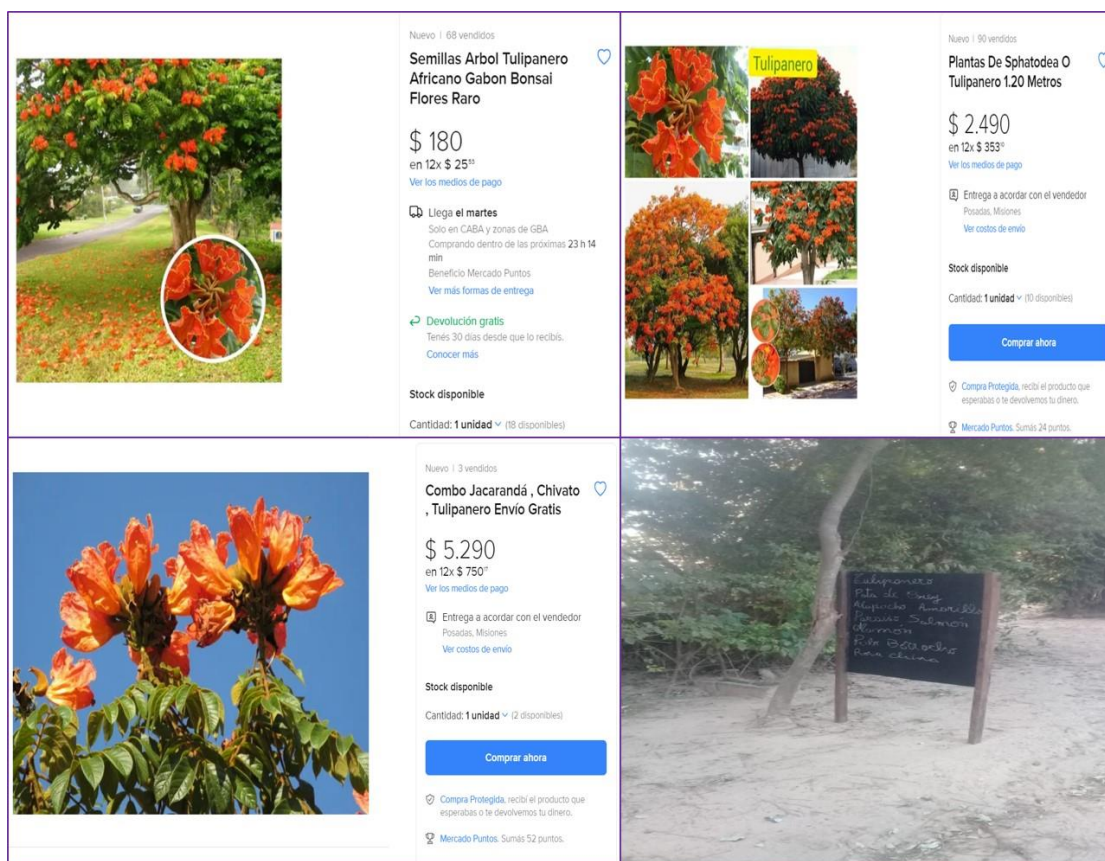 Nuevo | 68 vendidos
Semillas Arbol Tulipanero
Africano Gabon Bonsai
Flores Raro
$ 180
en 12x $ 25⁵⁵
Ver los medios de pago
Llega el martes
Solo en CABA y zonas de GBA
Comprando dentro de las próximas 23 h 14
min
Beneficio Mercado Puntos
Ver más formas de entrega
Devolución gratis
Tenés 30 días desde que lo recibís.
Conocer más
Stock disponible
Cantidad: 1 unidad (18 disponibles)
Tulipanero
Nuevo | 90 vendidos
Plantas De Sphatodea O
Tulipanero 1.20 Metros
$ 2.490
en 12x $ 353
Ver los medios de pago
Entrega a acordar con el vendedor
Posadas, Misiones
Ver costos de envío
Stock disponible
Cantidad: 1 unidad (10 disponibles)
Comprar ahora
Compra Protegida, recibí el producto que
esperabas o te devolvemos tu dinero.
Mercado Puntos. Sumás 24 puntos.
Nuevo | 3 vendidos
Combo Jacarandá , Chivato
, Tulipanero Envío Gratis
$ 5.290
en 12x $ 750
Ver los medios de pago
Entrega a acordar con el vendedor
Posadas, Misiones
Ver costos de envío
Stock disponible
Cantidad: 1 unidad (2 disponibles)
Comprar ahora
Compra Protegida, recibí el producto que
esperabas o te devolvemos tu dinero.
Mercado Puntos. Sumás 52 puntos.
Pata de Buey
Amarillo
Paraiso Salmón
Palo Borracho
Rosa china